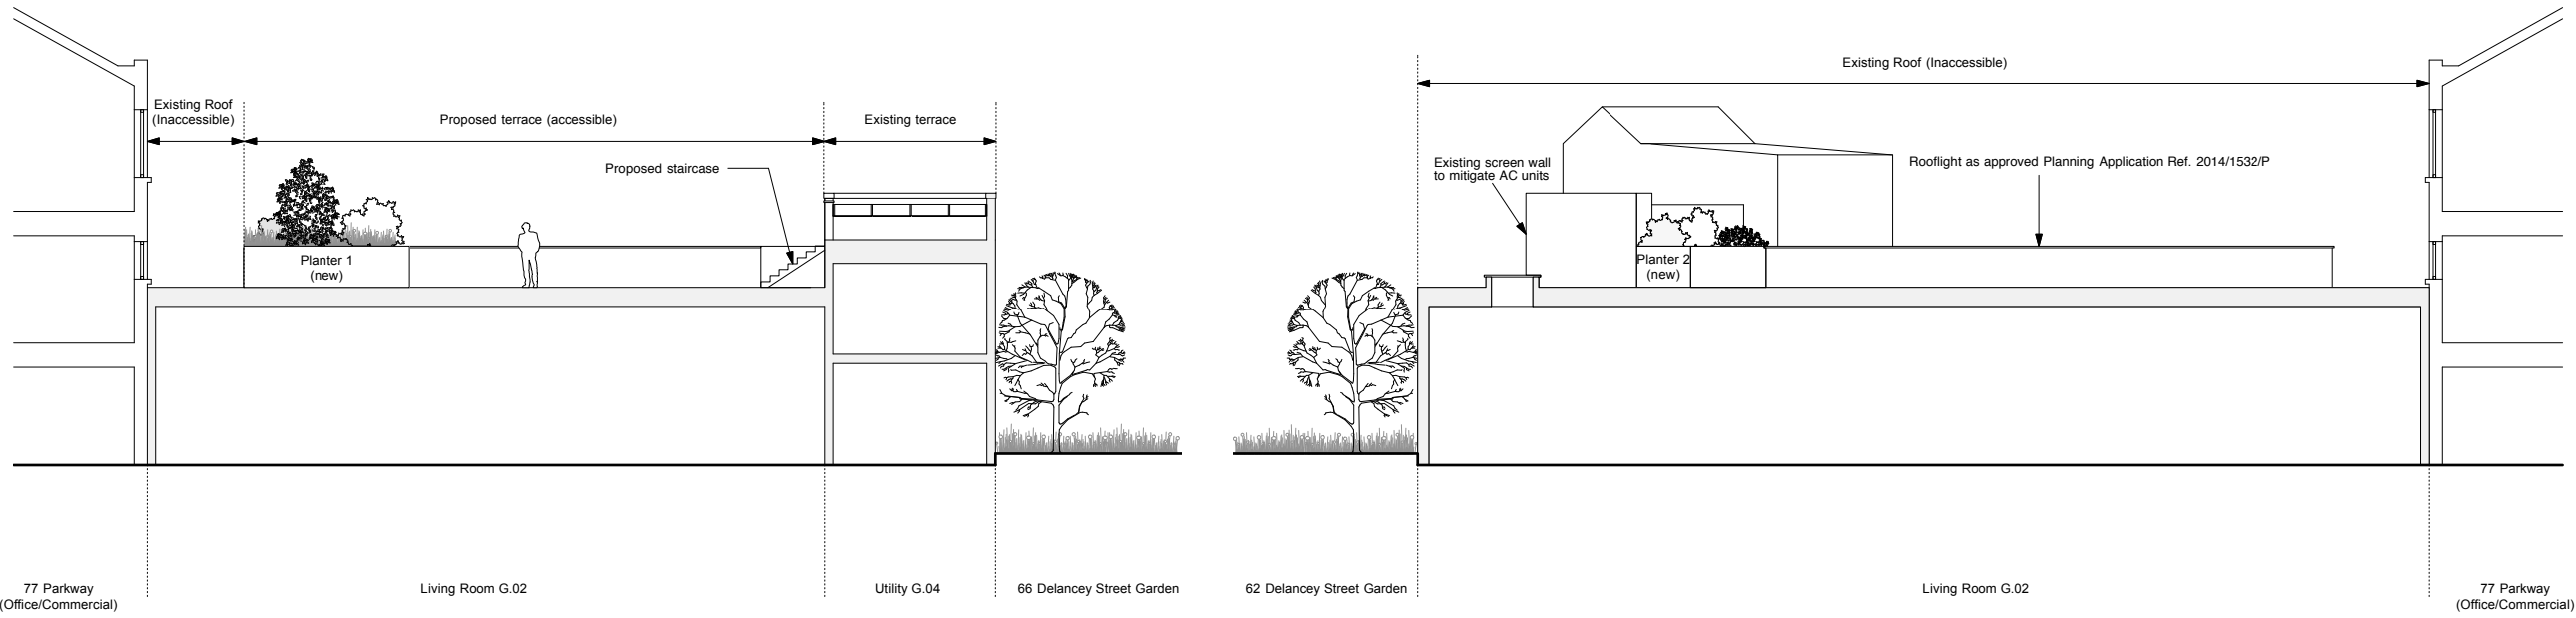 Existing Roof
(Inaccessible)
Proposed terrace (accessible)
Existing terrace
Proposed staircase
Planter 1
(new)
77 Parkway
(Office/Commercial)
Living Room G.02
Utility G.04
66 Delancey Street Garden
Existing Roof (Inaccessible)
Existing screen wall
to mitigate AC units
Rooflight as approved Planning Application Ref. 2014/1532/P
Planter 2
(new)
62 Delancey Street Garden
Living Room G.02
77 Parkway
(Office/Commercial)